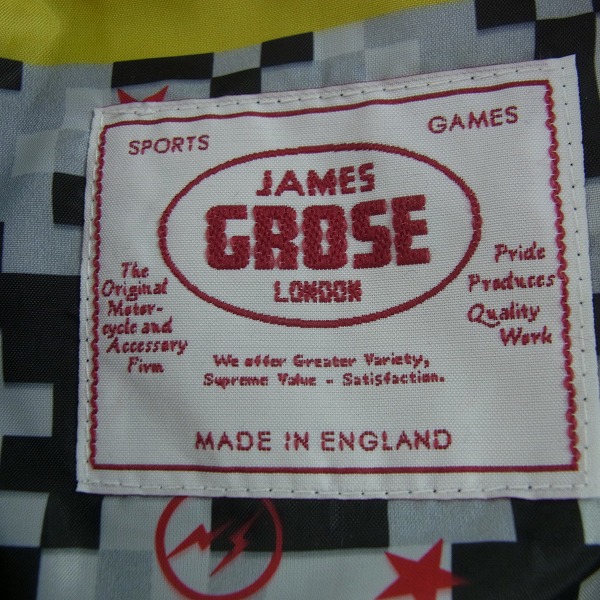 SPORTS
GAMES
JAMES
GROSE
LONDON
The
Original
Motor-
cycle and
Accessory
Firm
Pride
Produces
Quality
Work
We offer Greater Variety,
Supreme Value - Satisfaction.
MADE IN ENGLAND